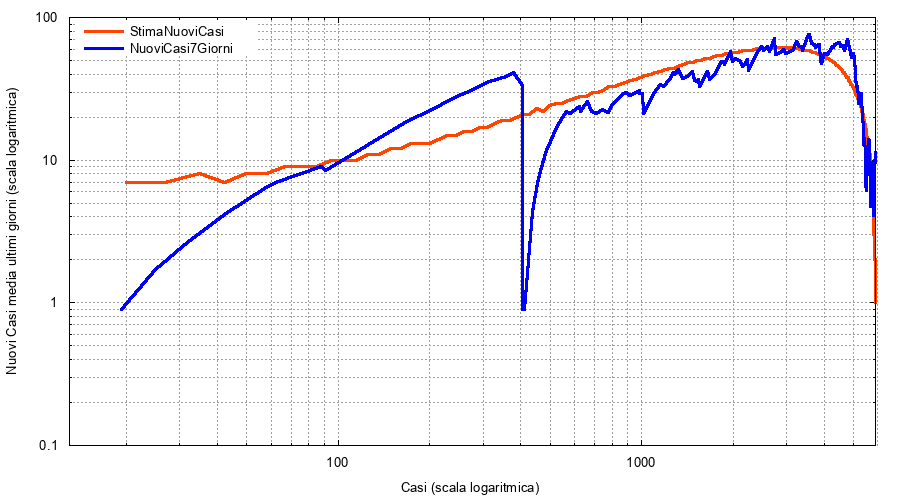 100
10
1
0.1
100
1000
StimaNuoviCasi
NuoviCasi7Giorni
Nuovi Casi media ultimi giorni (scala logaritmica)
Casi (scala logaritmica)